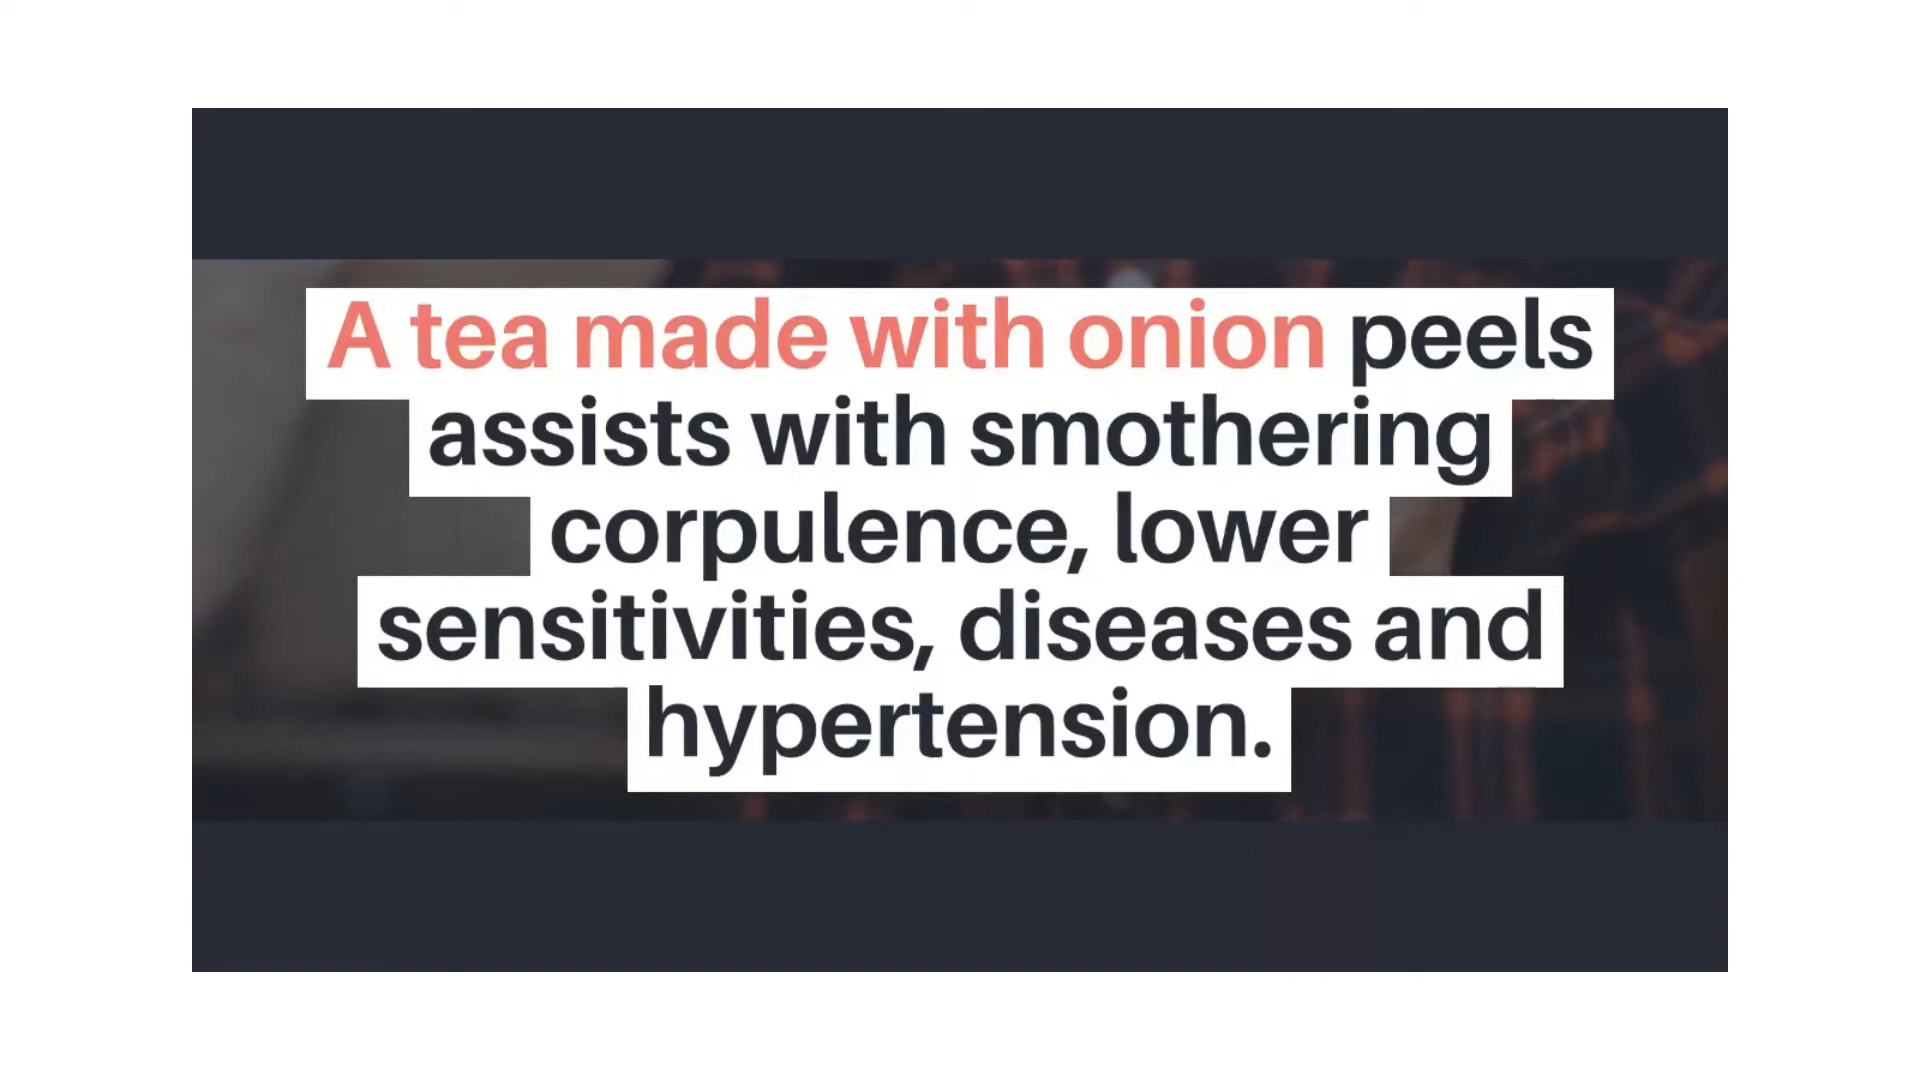 A tea made with onion peels
assists with smothering
corpulence, lower
sensitivities, diseases and
hypertension.